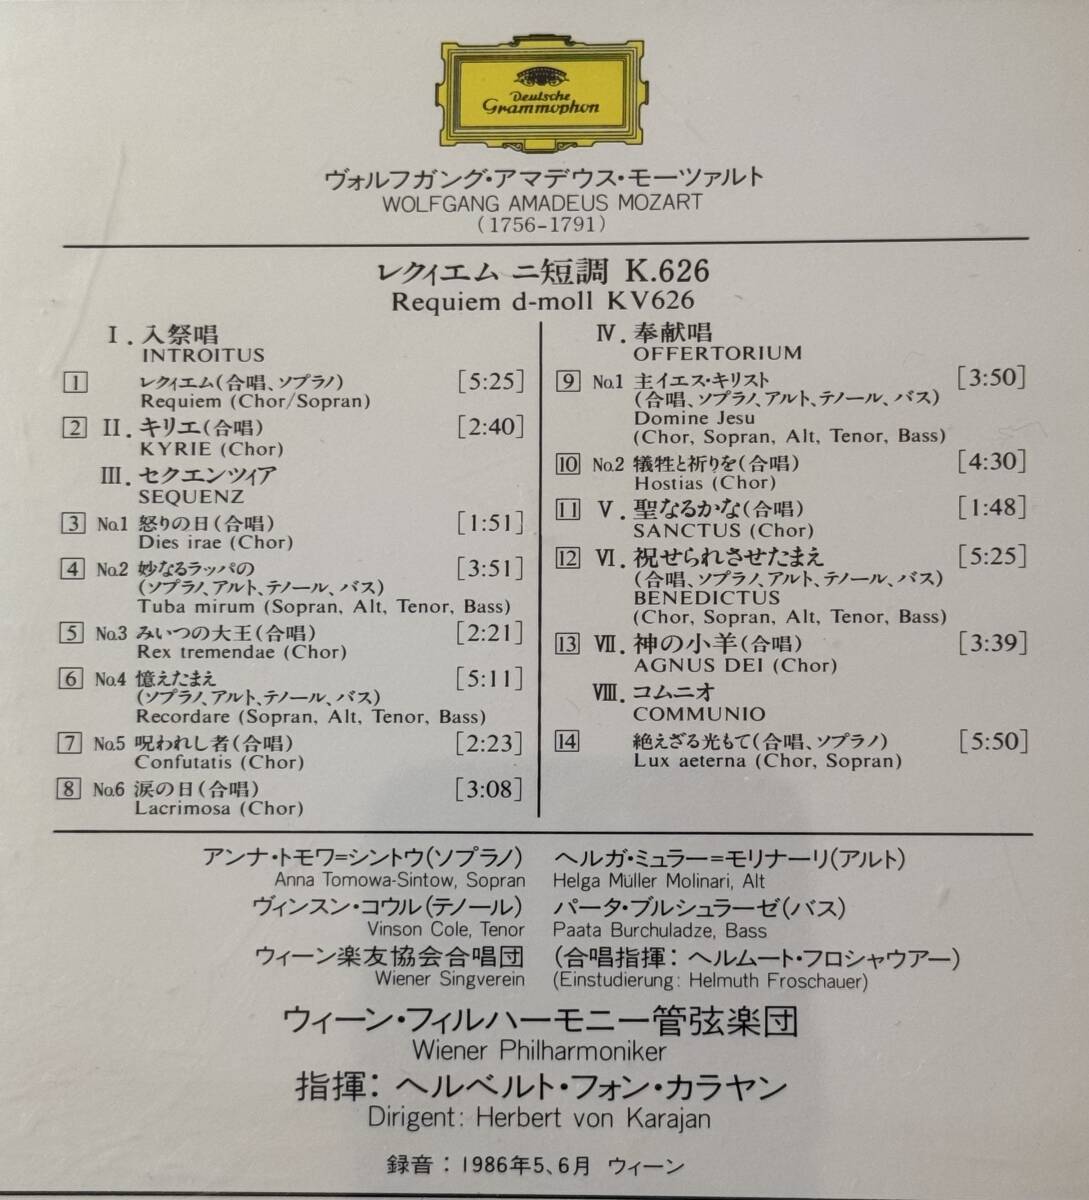 Deutsche
Grammophon
ヴォルフガング・アマデウス・モーツァルト
WOLFGANG AMADEUS MOZART
(1756-1791)
レクィエム ニ短調 K.626
Requiem d-moll KV626
I. 入祭唱
INTROITUS
1 レクィエム(合唱、ソプラノ) [5:25]
Requiem (Chor/Sopran)
2 II. キリエ(合唱) [2:40]
KYRIE (Chor)
III. セクエンツィア
SEQUENZ
3 No.1 怒りの日(合唱) [1:51]
Dies irae (Chor)
4 No.2 妙なるラッパの [3:51]
(ソプラノ、アルト、テノール、バス)
Tuba mirum (Sopran, Alt, Tenor, Bass)
5 No.3 みいつの大王(合唱) [2:21]
Rex tremendae (Chor)
6 No.4 憶えたまえ [5:11]
(ソプラノ、アルト、テノール、バス)
Recordare (Sopran, Alt, Tenor, Bass)
7 No.5 呪われし者(合唱) [2:23]
Confutatis (Chor)
8 No.6 涙の日(合唱) [3:08]
Lacrimosa (Chor)
IV. 奉献唱
OFFERTORIUM
9 No.1 主イエス・キリスト [3:50]
(合唱、ソプラノ、アルト、テノール、バス)
Domine Jesu
(Chor, Sopran, Alt, Tenor, Bass)
10 No.2 犠牲と祈りを(合唱) [4:30]
Hostias (Chor)
11 V. 聖なるかな(合唱) [1:48]
SANCTUS (Chor)
12 VI. 祝せられさせたまえ [5:25]
(合唱、ソプラノ、アルト、テノール、バス)
BENEDICTUS
(Chor, Sopran, Alt, Tenor, Bass)
13 VII. 神の小羊(合唱) [3:39]
AGNUS DEI (Chor)
VIII. コムニオ
COMMUNIO
14 絶えざる光もて(合唱、ソプラノ) [5:50]
Lux aeterna (Chor, Sopran)
アンナ・トモワ=シントウ(ソプラノ)
Anna Tomowa-Sintow, Sopran
ヘルガ・ミュラー=モリナーリ(アルト)
Helga Müller Molinari, Alt
ヴィンスン・コウル(テノール)
Vinson Cole, Tenor
パータ・ブルシュラーゼ(バス)
Paata Burchuladze, Bass
ウィーン楽友協会合唱団
Wiener Singverein
(合唱指揮: ヘルムート・フロシャウアー)
(Einstudierung: Helmuth Froschauer)
ウィーン・フィルハーモニー管弦楽団
Wiener Philharmoniker
指揮: ヘルベルト・フォン・カラヤン
Dirigent: Herbert von Karajan
録音: 1986年5、6月 ウィーン